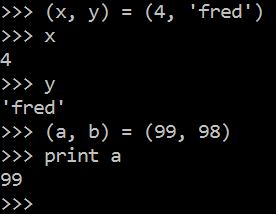 >>> (x, y) = (4, 'fred')
>>> x
4
>>> y
'fred'
>>> (a, b) = (99, 98)
>>> print a
99
>>>